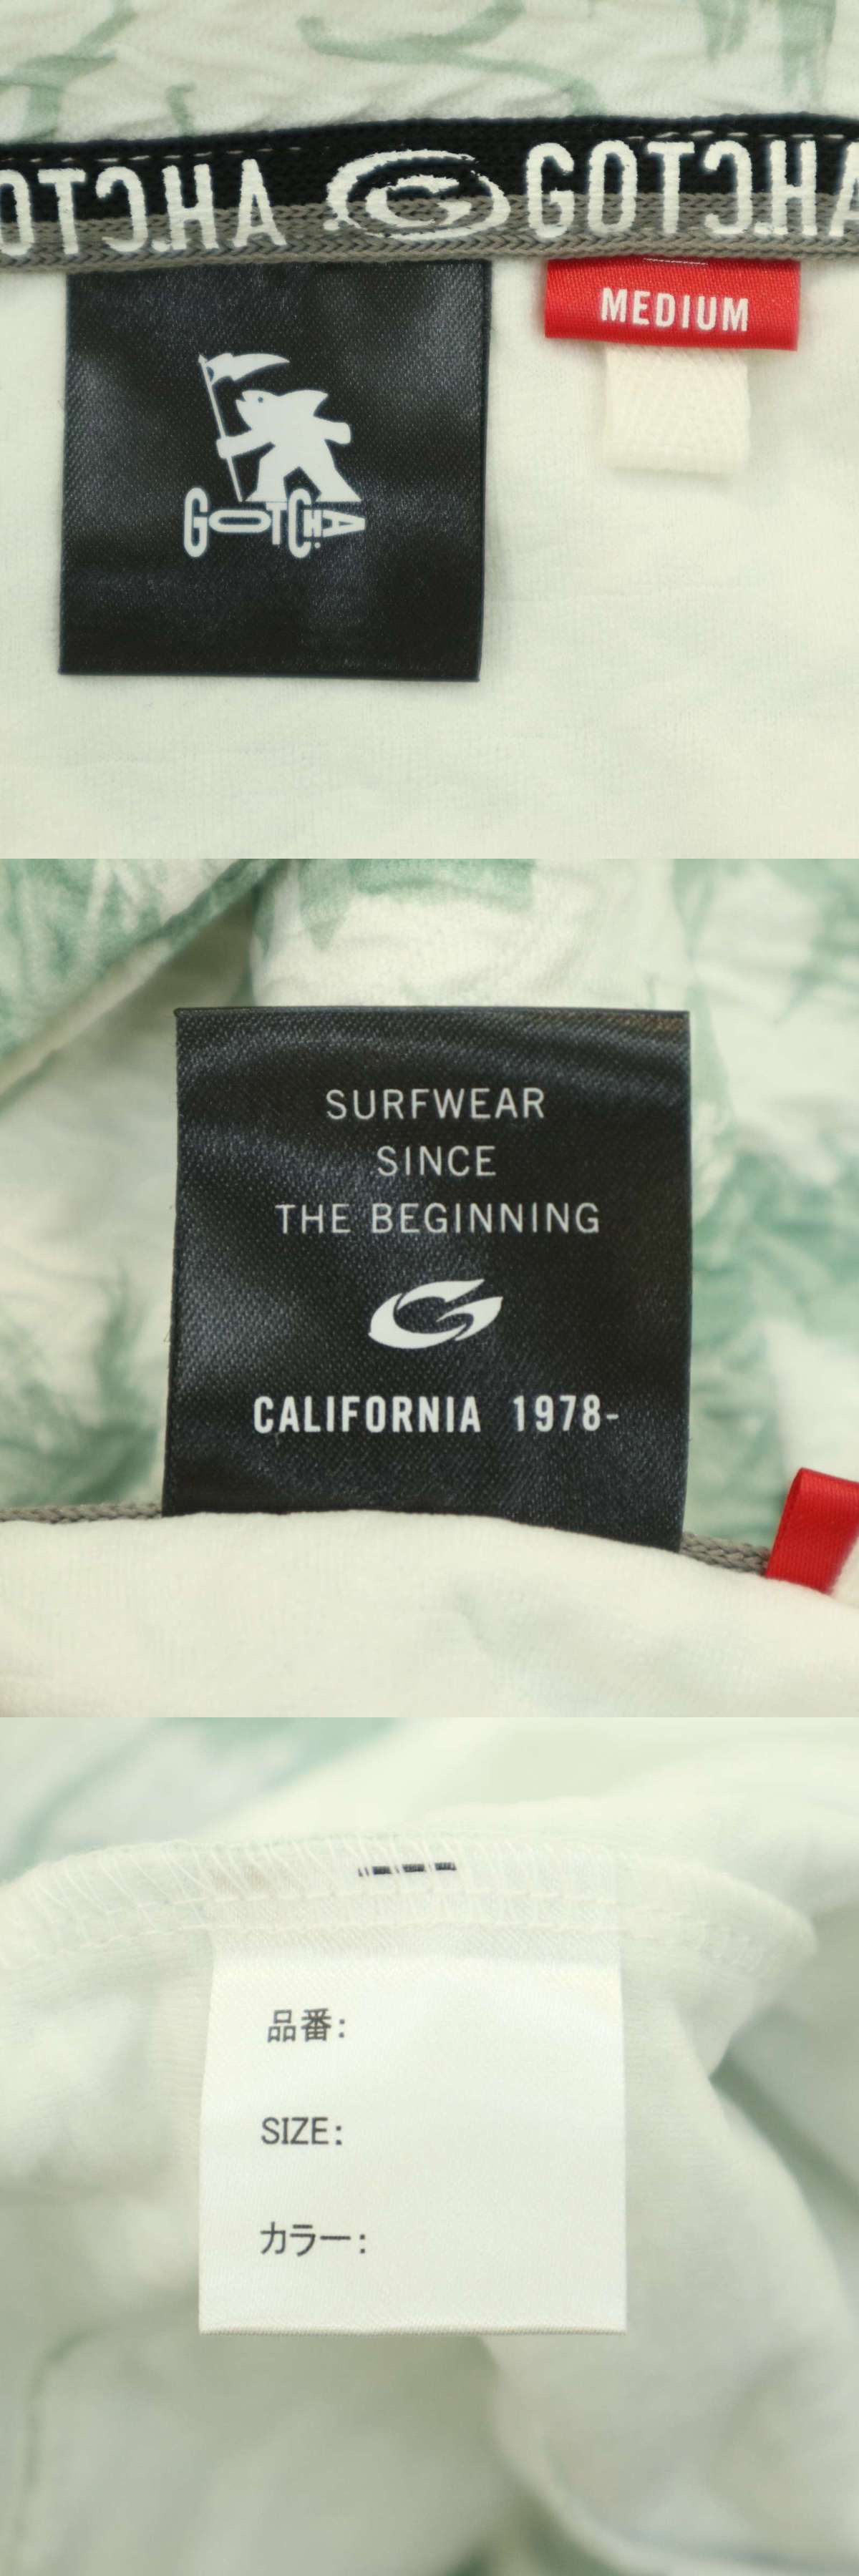 GOTCHA GOTCHA
MEDIUM
GOTCHA
SURFWEAR
SINCE
THE BEGINNING
CALIFORNIA 1978-
品番:
SIZE:
カラー: